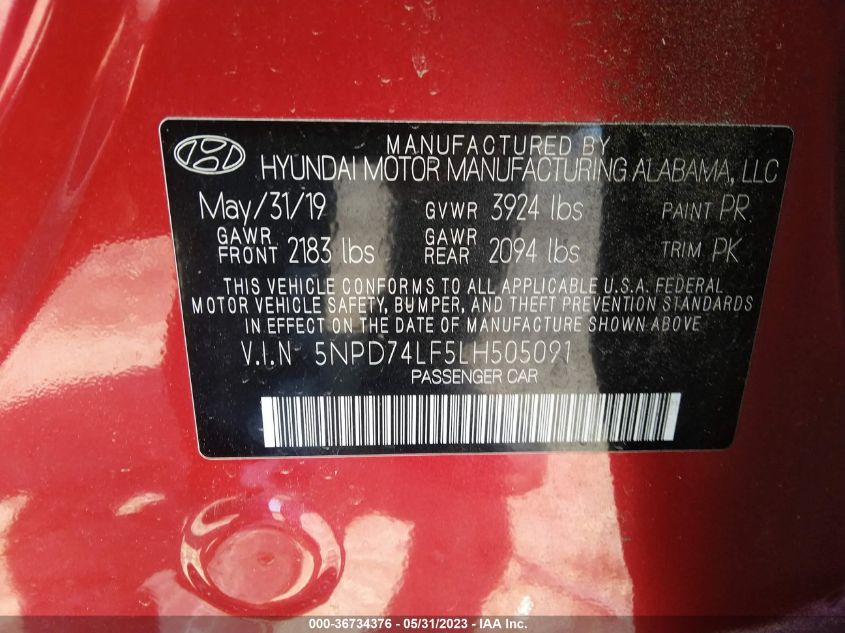 MANUFACTURED BY
HYUNDAI MOTOR MANUFACTURING ALABAMA, LLC
May/31/19 GVWR 3924 lbs PAINT PR
GAWR FRONT 2183 lbs GAWR REAR 2094 lbs TRIM PK
THIS VEHICLE CONFORMS TO ALL APPLICABLE U.S.A. FEDERAL
MOTOR VEHICLE SAFETY, BUMPER, AND THEFT PREVENTION STANDARDS
IN EFFECT ON THE DATE OF MANUFACTURE SHOWN ABOVE.
V.I.N 5NPD74LF5LH505091
PASSENGER CAR
000-36734376 - 05/31/2023 - IAAI.com